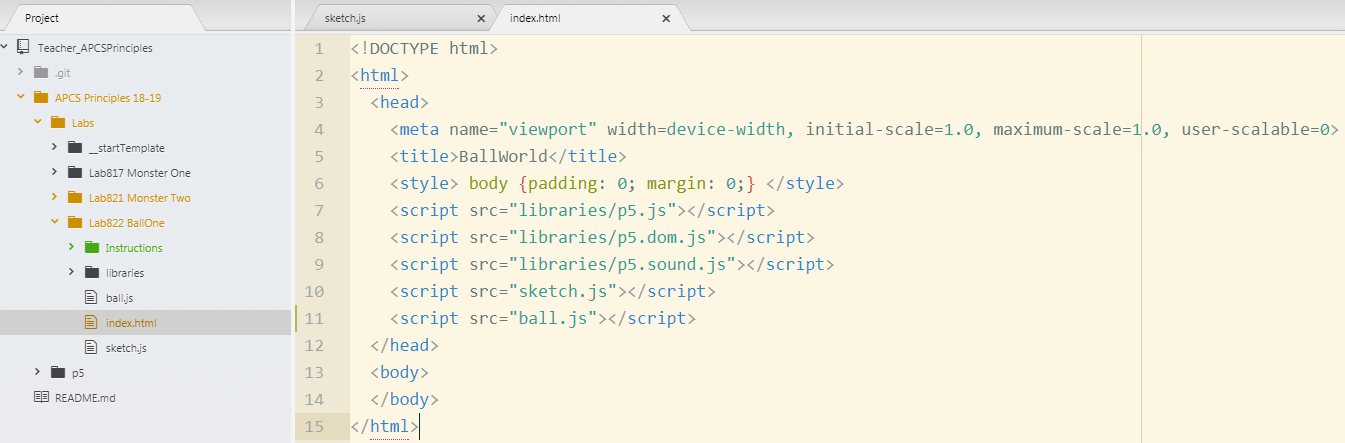 Project
Teacher_APCSPrinciples
.git
APCS Principles 18-19
Labs
__startTemplate
Lab817 Monster One
Lab821 Monster Two
Lab822 BallOne
Instructions
libraries
ball.js
index.html
sketch.js
p5
README.md
sketch.js × index.html ×
1 <!DOCTYPE html>
2 <html>
3   <head>
4     <meta name="viewport" width=device-width, initial-scale=1.0, maximum-scale=1.0, user-scalable=0>
5     <title>BallWorld</title>
6     <style> body {padding: 0; margin: 0;} </style>
7     <script src="libraries/p5.js"></script>
8     <script src="libraries/p5.dom.js"></script>
9     <script src="libraries/p5.sound.js"></script>
10     <script src="sketch.js"></script>
11     <script src="ball.js"></script>
12   </head>
13   <body>
14   </body>
15 </html>